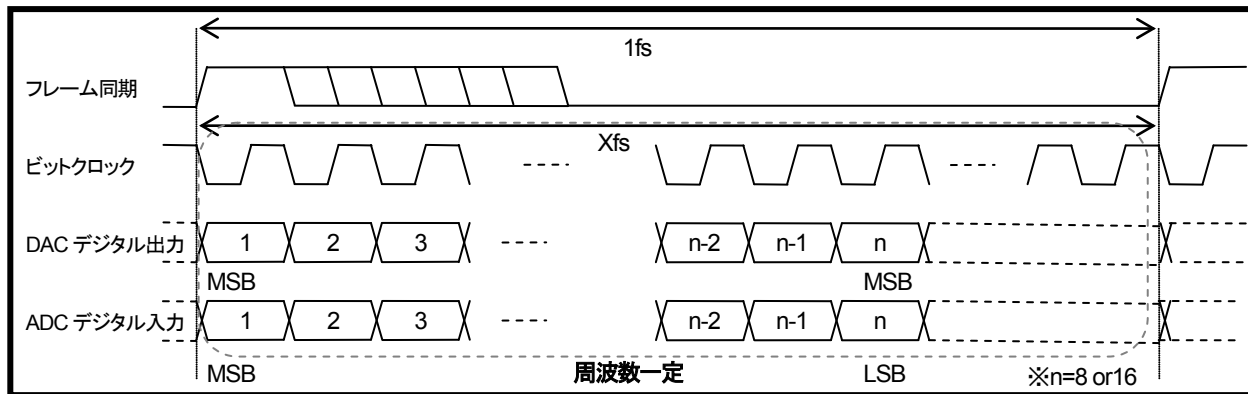 1fs
フレーム同期
Xfs
ビットクロック
DAC デジタル出力 1 2 3 n-2 n-1 n
MSB MSB
ADC デジタル入力 1 2 3 n-2 n-1 n
MSB 周波数一定 LSB ※n=8 or16